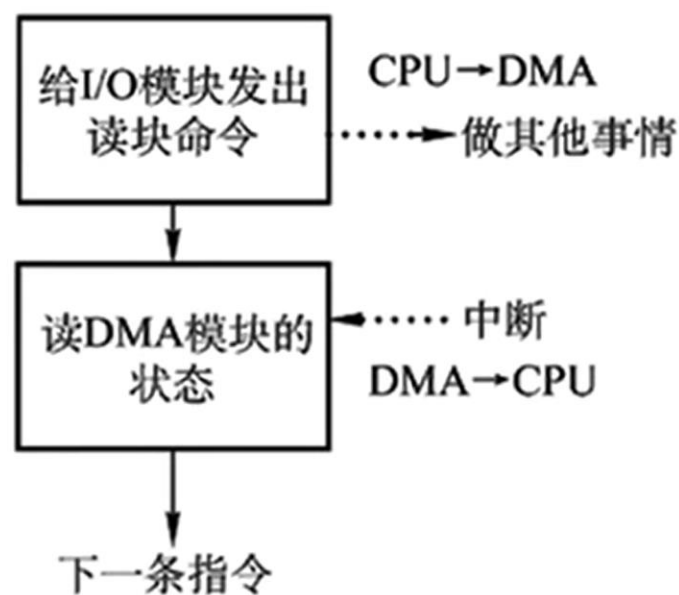 给I/O模块发出
读块命令
CPU→DMA
做其他事情
读DMA模块的
状态
中断
DMA→CPU
下一条指令